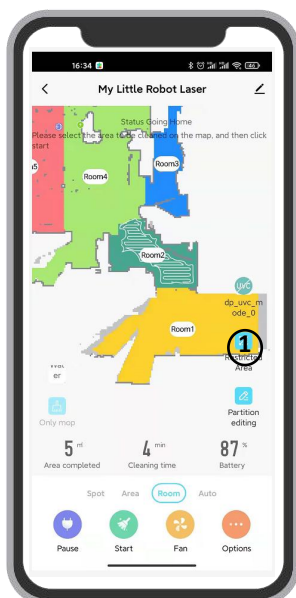 16:34
My Little Robot Laser
Status Going Home
Please select the area to be cleaned on the map, and then click
start
Room3
Room4
Room2
UVC
dp_uvc_m
ode_0
Room1
1
Restricted
Area
er
Only mop
Partition
editing
5 m²
4 min
87 %
Area completed
Cleaning time
Battery
Spot
Area
Room
Auto
Pause
Start
Fan
Options